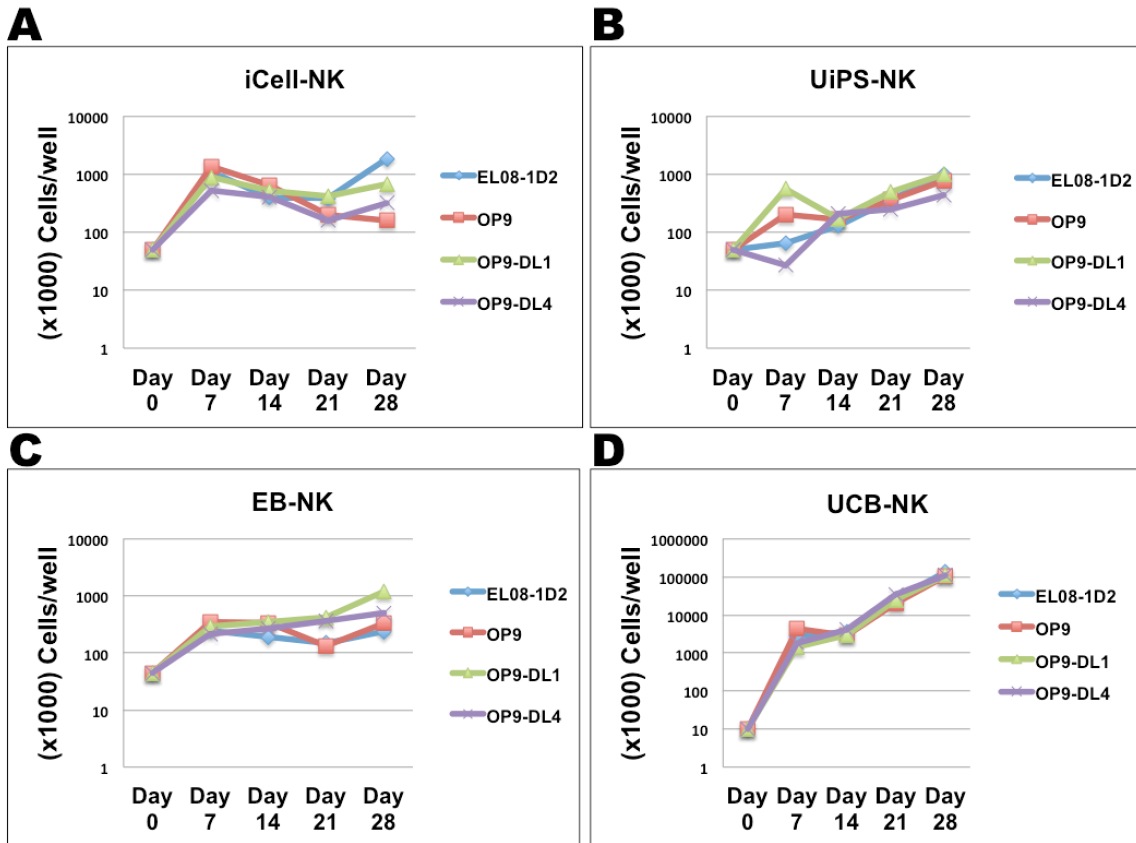 A
iCell-NK
(x1000) Cells/well
10000
1000
100
10
1
Day 0
Day 7
Day 14
Day 21
Day 28
EL08-1D2
OP9
OP9-DL1
OP9-DL4
B
UiPS-NK
(x1000) Cells/well
10000
1000
100
10
1
Day 0
Day 7
Day 14
Day 21
Day 28
EL08-1D2
OP9
OP9-DL1
OP9-DL4
C
EB-NK
(x1000) Cells/well
10000
1000
100
10
1
Day 0
Day 7
Day 14
Day 21
Day 28
EL08-1D2
OP9
OP9-DL1
OP9-DL4
D
UCB-NK
(x1000) Cells/well
1000000
100000
10000
1000
100
10
1
Day 0
Day 7
Day 14
Day 21
Day 28
EL08-1D2
OP9
OP9-DL1
OP9-DL4